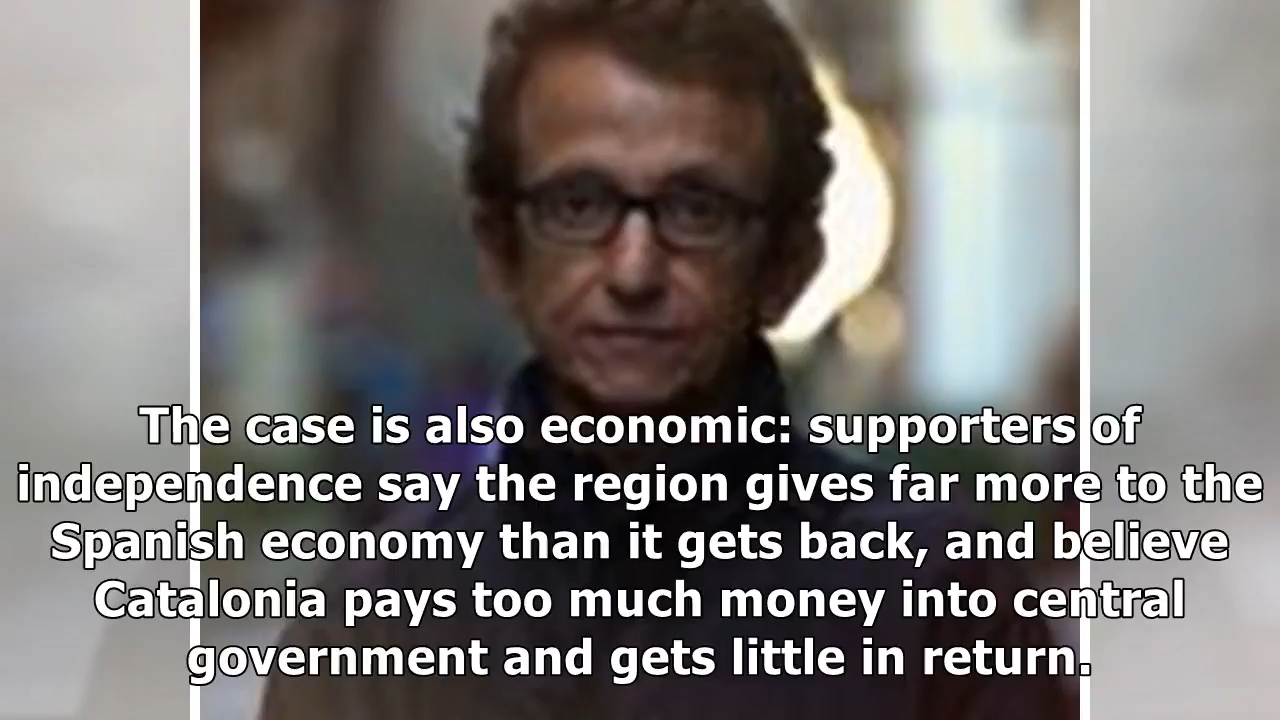 The case is also economic: supporters of
independence say the region gives far more to the
Spanish economy than it gets back, and believe
Catalonia pays too much money into central
government and gets little in return.